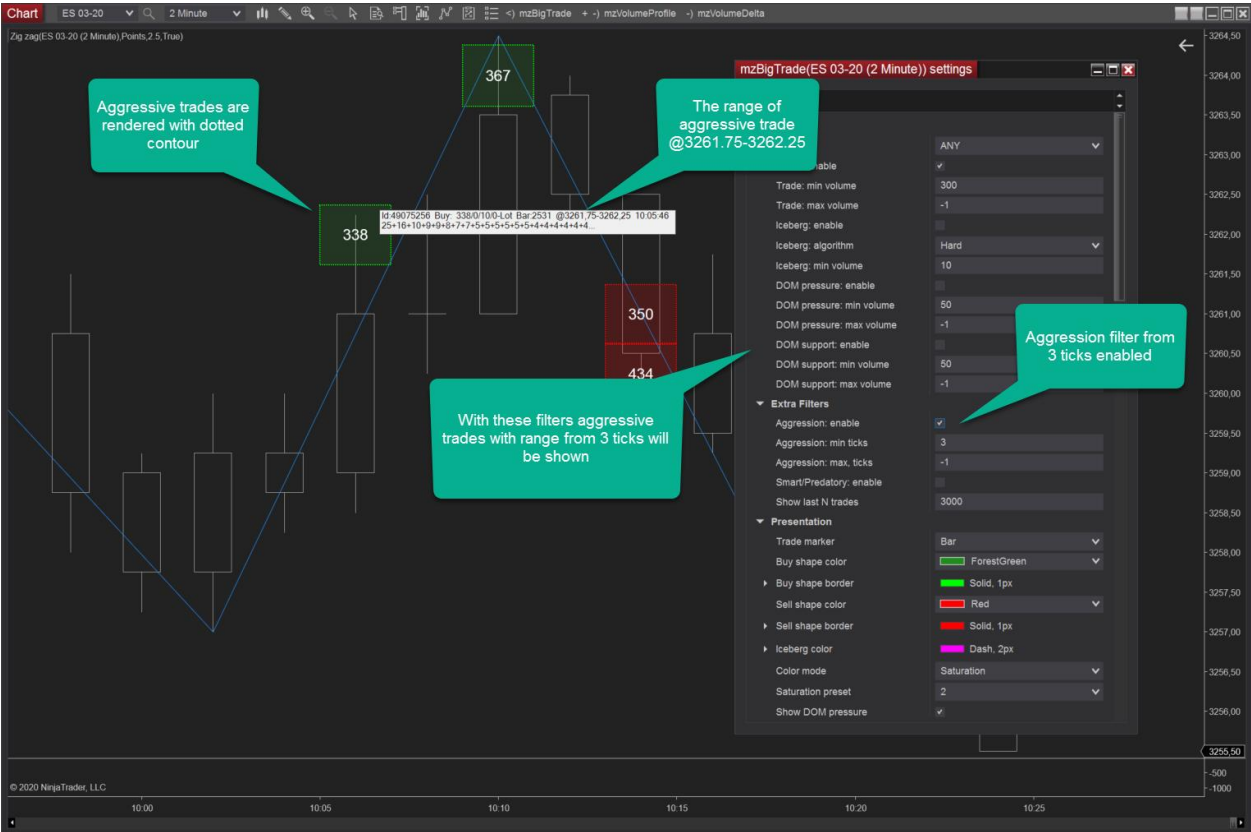 Chart ES 03-20 2 Minute <) mzBigTrade + -) mzVolumeProfile -) mzVolumeDelta
Zig zag(ES 03-20 (2 Minute),Points,2.5,True)
Aggressive trades are
rendered with dotted
contour
367
The range of
aggressive trade
@3261.75-3262.25
338
Id:49075256 Buy: 338/0/10/0-Lot Bar:2531 @3261,75-3262,25 10:05:46
25+16+10+9+9+8+7+7+5+5+5+5+5+5+4+4+4+4+4+4...
350
434
With these filters aggressive
trades with range from 3 ticks will
be shown
mzBigTrade(ES 03-20 (2 Minute)) settings
ANY
Trade: min volume 300
Trade: max volume -1
Iceberg: enable
Iceberg: algorithm Hard
Iceberg: min volume 10
DOM pressure: enable
DOM pressure: min volume 50
DOM pressure: max volume -1
DOM support: enable
DOM support: min volume 50
DOM support: max volume -1
Aggression filter from
3 ticks enabled
Extra Filters
Aggression: enable
Aggression: min ticks 3
Aggression: max, ticks -1
Smart/Predatory: enable
Show last N trades 3000
Presentation
Trade marker Bar
Buy shape color ForestGreen
Buy shape border Solid, 1px
Sell shape color Red
Sell shape border Solid, 1px
Iceberg color Dash, 2px
Color mode Saturation
Saturation preset 2
Show DOM pressure
3264,50
3264,00
3263,50
3263,00
3262,50
3262,00
3261,50
3261,00
3260,50
3260,00
3259,50
3259,00
3258,50
3258,00
3257,50
3257,00
3256,50
3256,00
3255,50
-500
-1000
© 2020 NinjaTrader, LLC
10:00 10:05 10:10 10:15 10:20 10:25